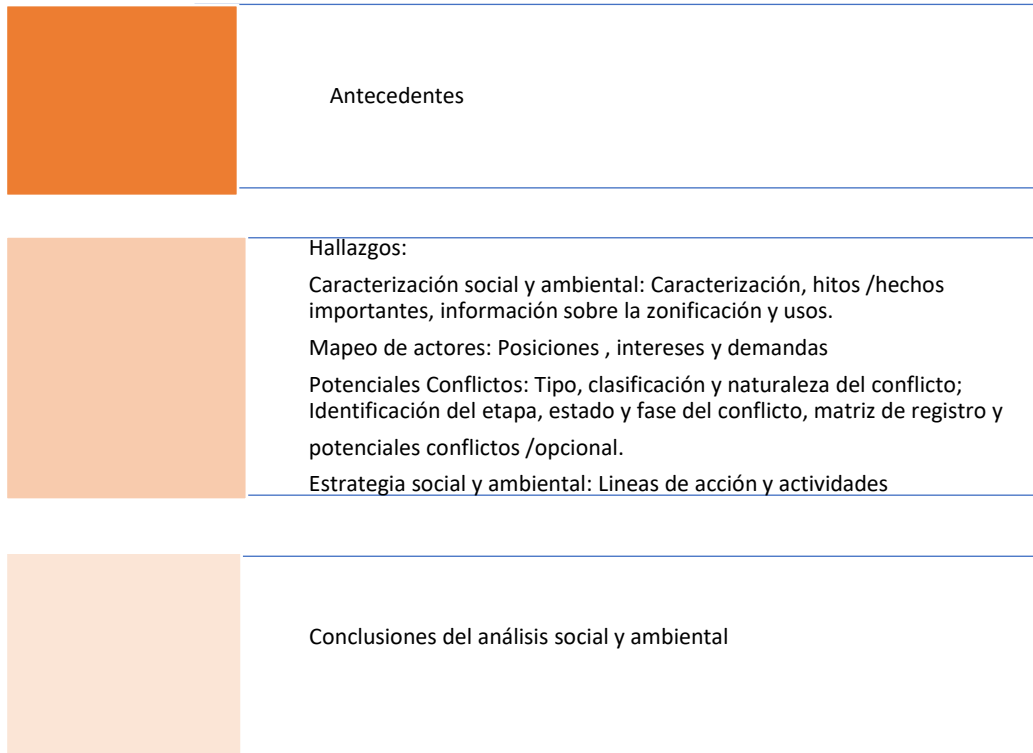 Antecedentes
Hallazgos:
Caracterización social y ambiental: Caracterización, hitos /hechos
importantes, información sobre la zonificación y usos.
Mapeo de actores: Posiciones , intereses y demandas
Potenciales Conflictos: Tipo, clasificación y naturaleza del conflicto;
Identificación del etapa, estado y fase del conflicto, matriz de registro y
potenciales conflictos /opcional.
Estrategia social y ambiental: Lineas de acción y actividades
Conclusiones del análisis social y ambiental